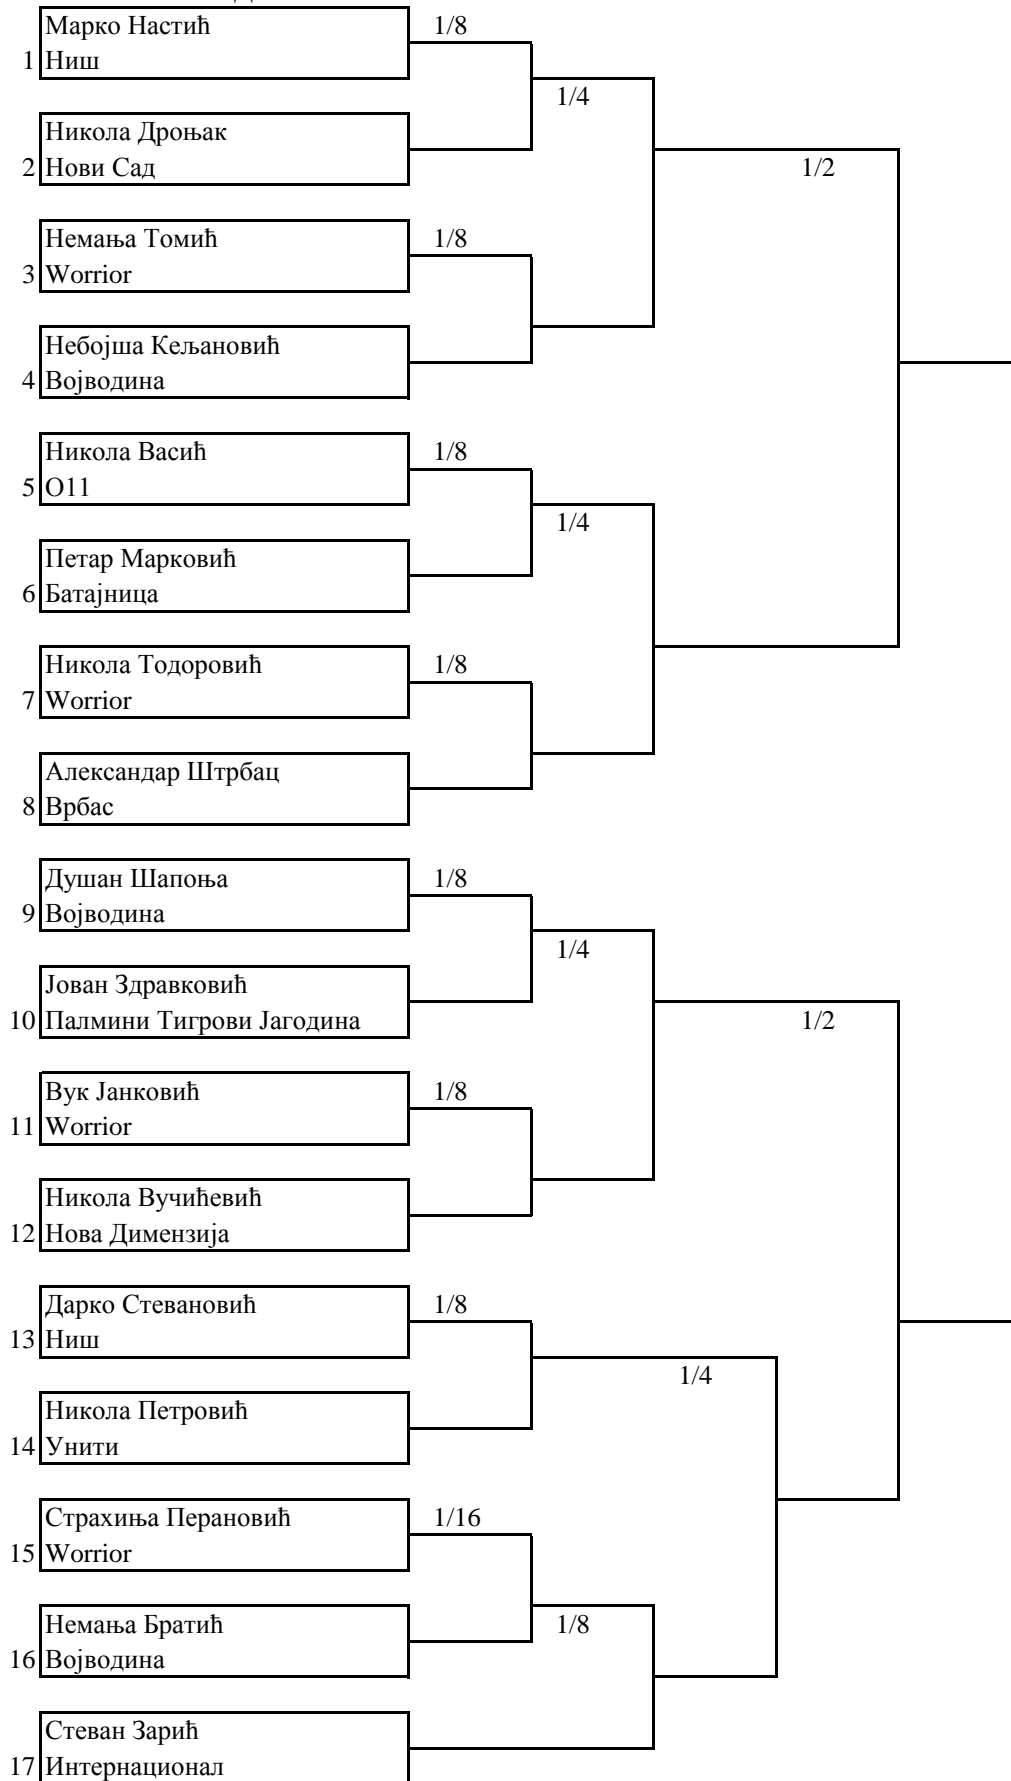 Марко Настић 1/8
1 Ниш
1/4
Никола Дроњак
2 Нови Сад 1/2
Немања Томић 1/8
3 Worrior
Небојша Кељановић
4 Војводина
Никола Васић 1/8
5 О11
1/4
Петар Марковић
6 Батајница
Никола Тодоровић 1/8
7 Worrior
Александар Штрбац
8 Врбас
Душан Шапоња 1/8
9 Војводина
1/4
Јован Здравковић
10 Палмини Тигрови Јагодина 1/2
Вук Јанковић 1/8
11 Worrior
Никола Вучићевић
12 Нова Димензија
Дарко Стевановић 1/8
13 Ниш
1/4
Никола Петровић
14 Унити
Страхиња Перановић 1/16
15 Worrior
Немања Братић 1/8
16 Војводина
Стеван Зарић
17 Интернационал